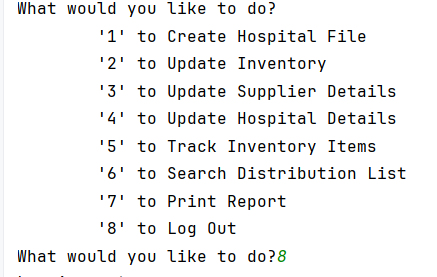 What would you like to do?
'1' to Create Hospital File
'2' to Update Inventory
'3' to Update Supplier Details
'4' to Update Hospital Details
'5' to Track Inventory Items
'6' to Search Distribution List
'7' to Print Report
'8' to Log Out
What would you like to do?8